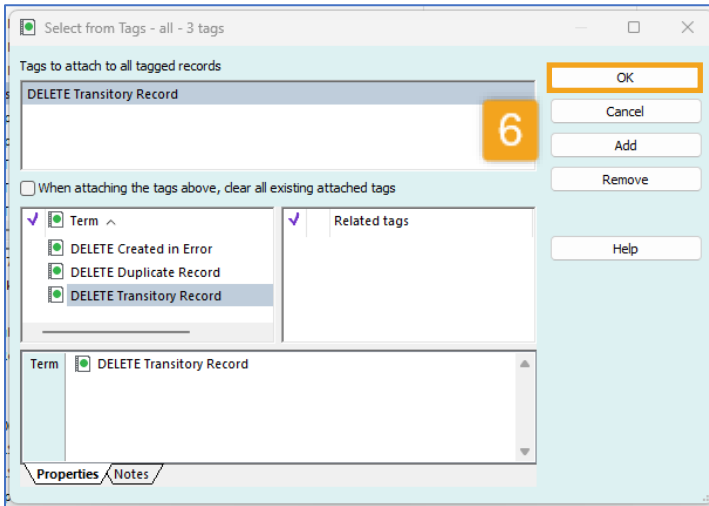 Select from Tags - all - 3 tags
Tags to attach to all tagged records
DELETE Transitory Record
OK
6
Cancel
Add
Remove
When attaching the tags above, clear all existing attached tags
Term
Related tags
DELETE Created in Error
DELETE Duplicate Record
DELETE Transitory Record
Help
Term DELETE Transitory Record
Properties Notes